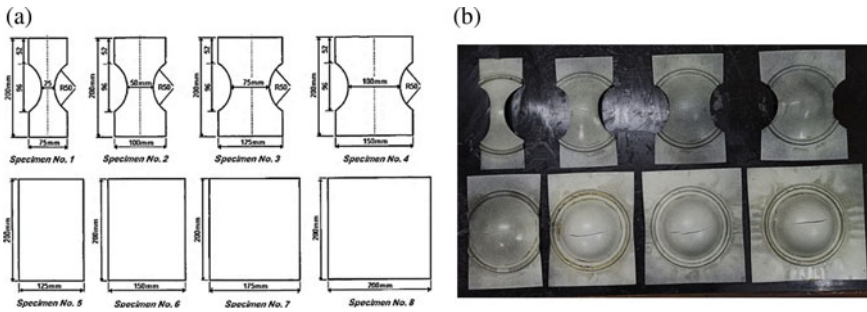 (a)
(b)
52
200mm
96
25
R50
75mm
Specimen No. 1
52
200mm
96
50mm
R50
100mm
Specimen No. 2
52
200mm
96
75mm
R50
125mm
Specimen No. 3
52
200mm
96
100mm
R50
150mm
Specimen No. 4
200mm
125mm
Specimen No. 5
200mm
150mm
Specimen No. 6
200mm
175mm
Specimen No. 7
200mm
200mm
Specimen No. 8